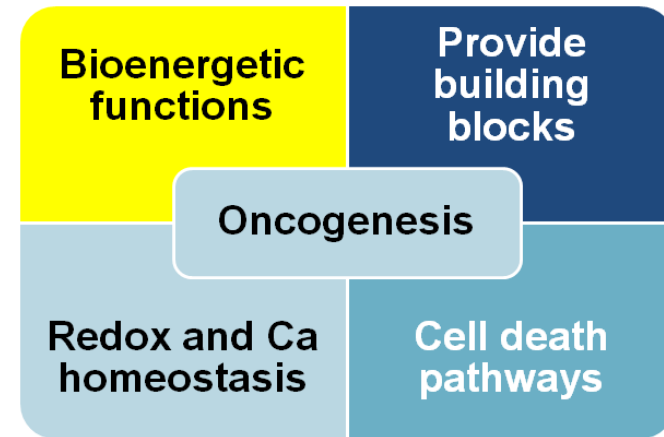 Bioenergetic
functions
Provide
building
blocks
Oncogenesis
Redox and Ca
homeostasis
Cell death
pathways